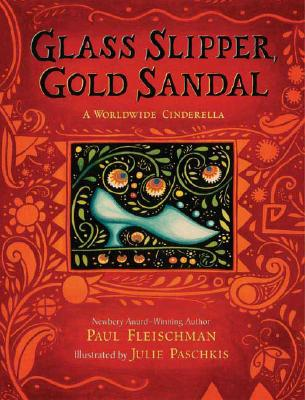 GLASS SLIPPER,
GOLD SANDAL
A WORLDWIDE CINDERELLA
Newbery Award–Winning Author
PAUL FLEISCHMAN
Illustrated by JULIE PASCHKIS